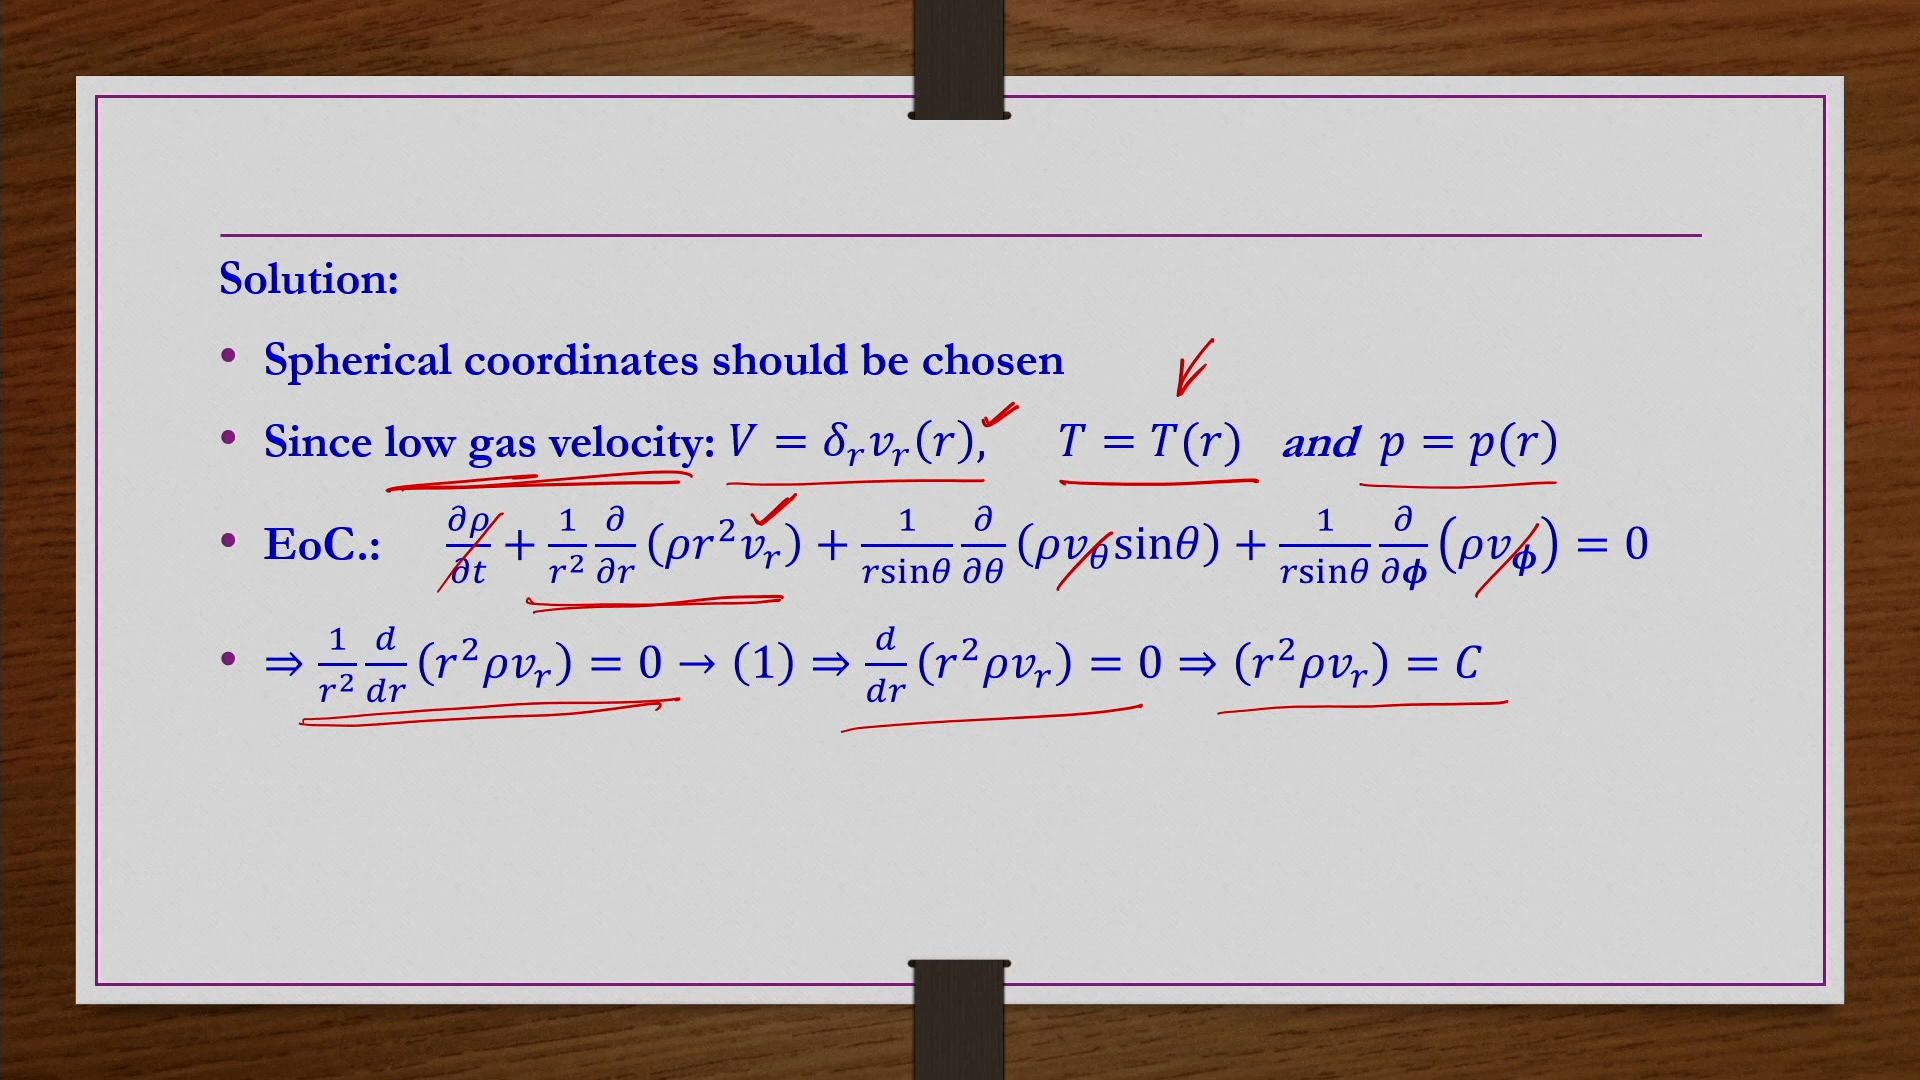 Solution:
• Spherical coordinates should be chosen
• Since low gas velocity: V = δ_r v_r(r), T = T(r) and p = p(r)
• EoC.: ∂ρ/∂t + 1/r² ∂/∂r (ρr²v_r) + 1/(rsinθ) ∂/∂θ (ρv_θ sinθ) + 1/(rsinθ) ∂/∂ϕ (ρv_ϕ) = 0
• ⇒ 1/r² d/dr (r²ρv_r) = 0 → (1) ⇒ d/dr (r²ρv_r) = 0 ⇒ (r²ρv_r) = C